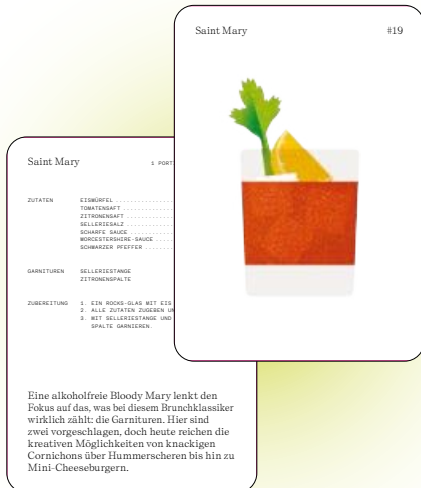 Saint Mary #19
Saint Mary 1 PORT
ZUTATEN EISWÜRFEL
TOMATENSAFT
ZITRONENSAFT
SELLERIESALZ
SCHARFE SAUCE
WORCESTERSHIRE-SAUCE
SCHWARZER PFEFFER
GARNITUREN SELLERIESTANGE
ZITRONENSPALTE
ZUBEREITUNG 1. EIN ROCKS-GLAS MIT EIS
2. ALLE ZUTATEN ZUGEBEN UN
3. MIT SELLERIESTANGE UND
SPALTE GARNIEREN.
Eine alkoholfreie Bloody Mary lenkt den
Fokus auf das, was bei diesem Brunchklassiker
wirklich zählt: die Garnituren. Hier sind
zwei vorgeschlagen, doch heute reichen die
kreativen Möglichkeiten von knackigen
Cornichons über Hummerscheren bis hin zu
Mini-Cheeseburgern.